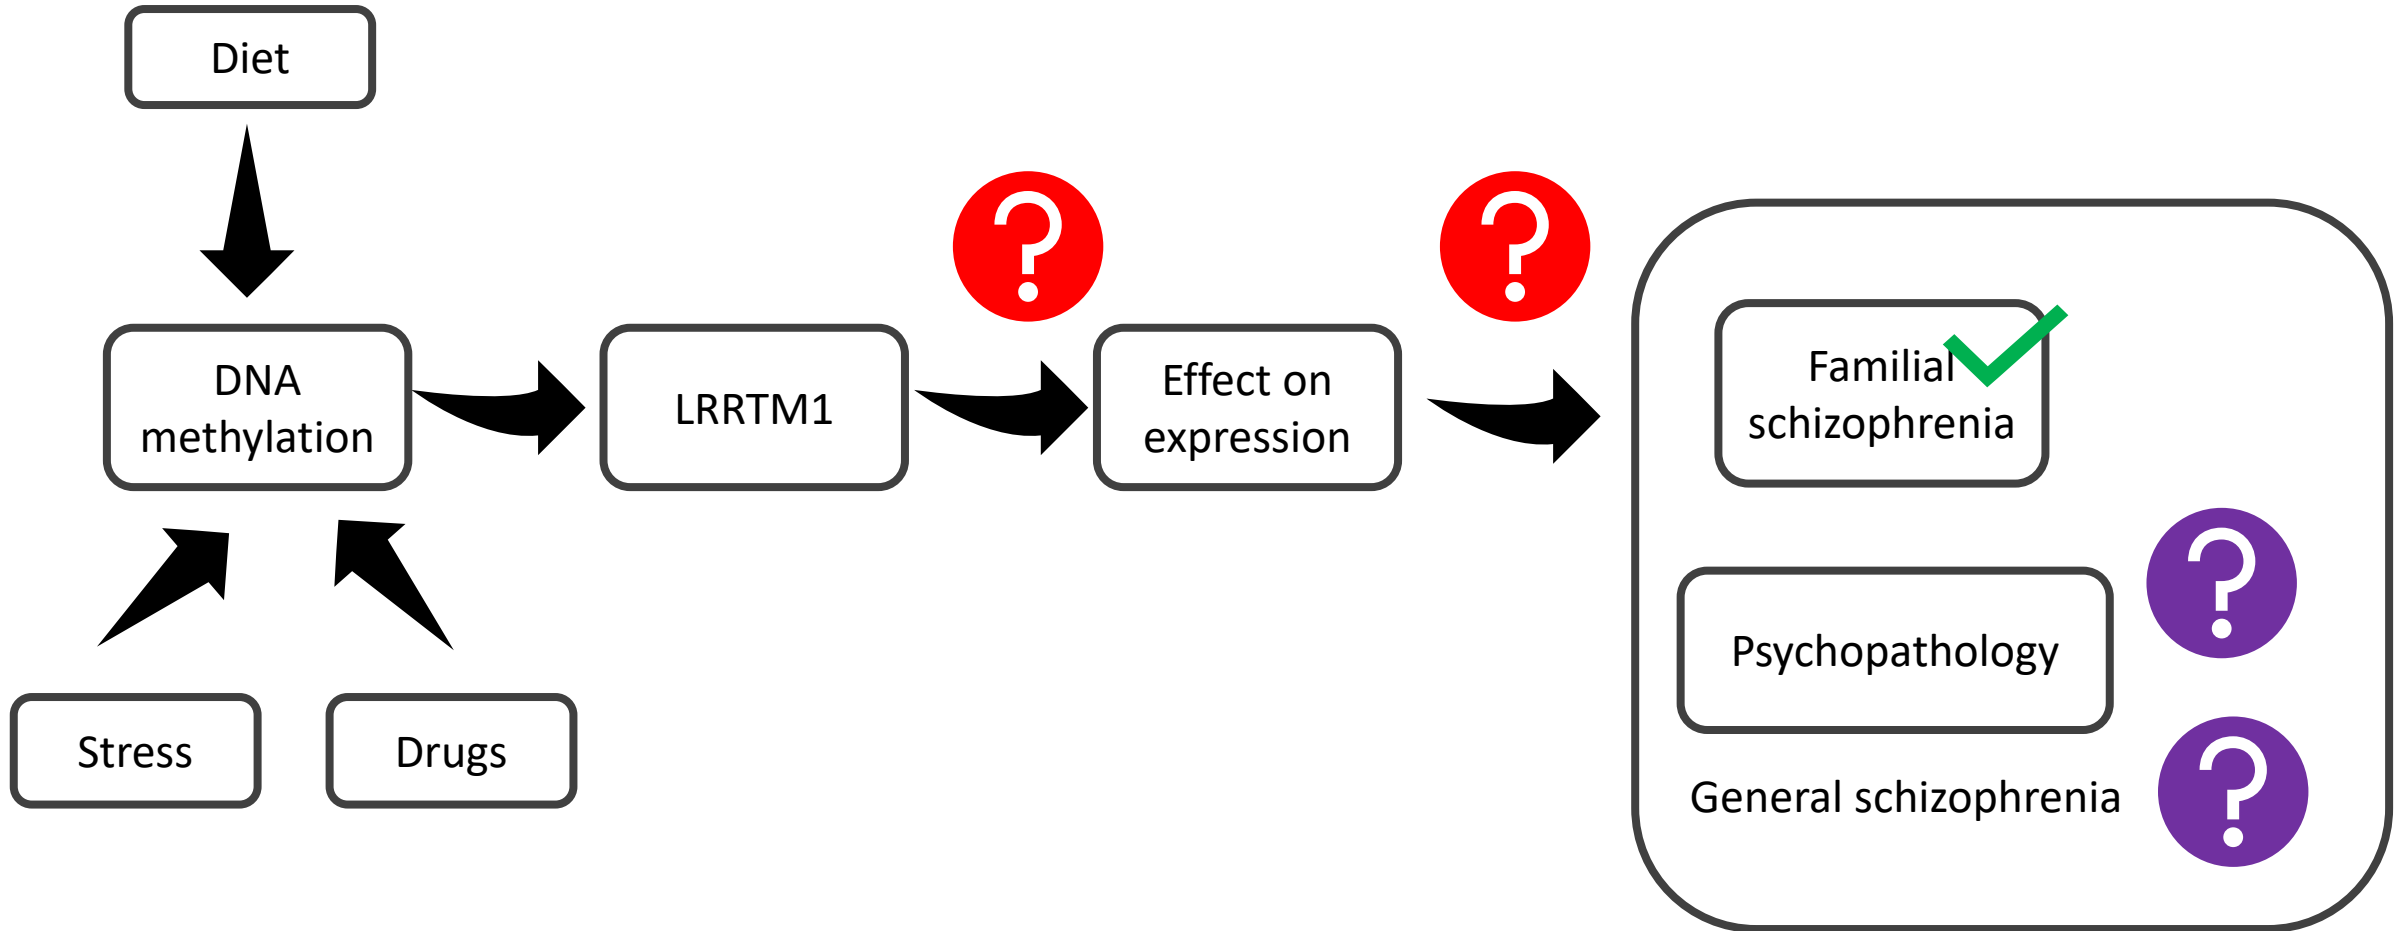 Diet
DNA
methylation
LRRTM1
?
Effect on
expression
?
Familial
schizophrenia
?
Psychopathology
Stress
Drugs
General schizophrenia
?